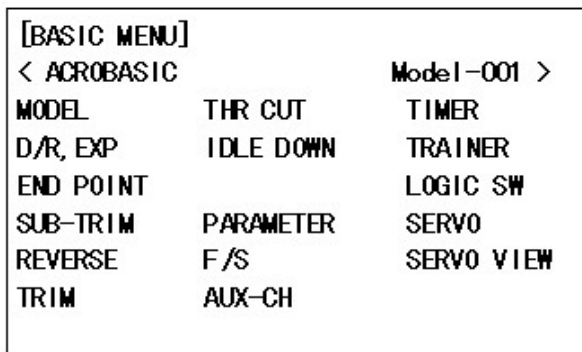 [BASIC MENU]
< ACROBASIC Model-001 >
MODEL THR CUT TIMER
D/R, EXP IDLE DOWN TRAINER
END POINT LOGIC SW
SUB-TRIM PARAMETER SERVO
REVERSE F/S SERVO VIEW
TRIM AUX-CH